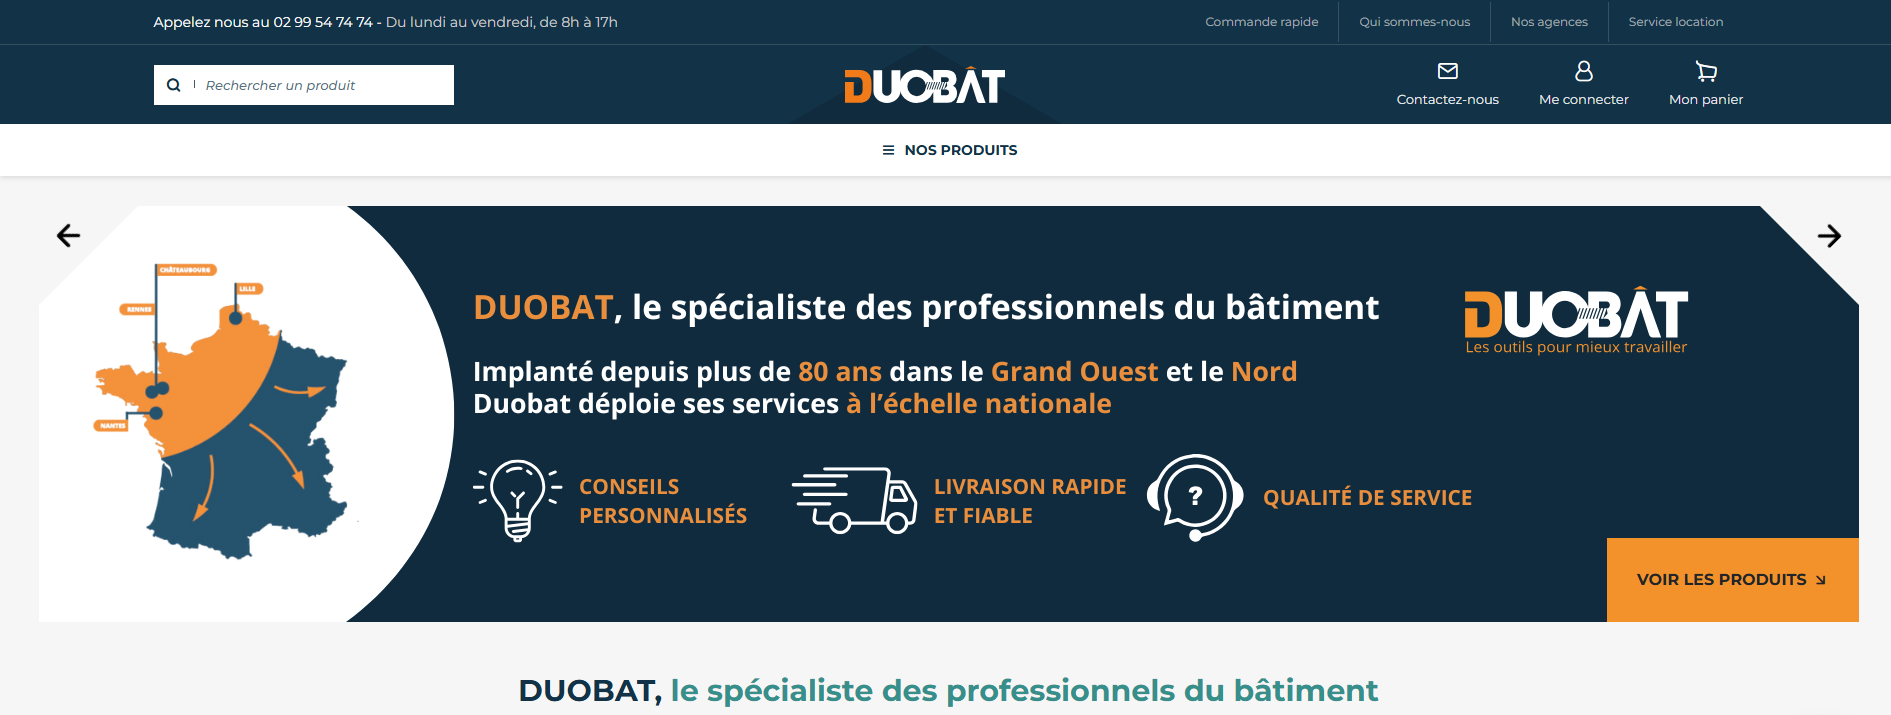 Appelez nous au 02 99 54 74 74 - Du lundi au vendredi, de 8h à 17h
Commande rapide
Qui sommes-nous
Nos agences
Service location
Rechercher un produit
DUOBÂT
Contactez-nous
Me connecter
Mon panier
NOS PRODUITS
CHÂTEAUBOURG
LILLE
RENNES
NANTES
DUOBAT, le spécialiste des professionnels du bâtiment
Implanté depuis plus de 80 ans dans le Grand Ouest et le Nord
Duobat déploie ses services à l’échelle nationale
DUOBÂT
Les outils pour mieux travailler
CONSEILS
PERSONNALISÉS
LIVRAISON RAPIDE
ET FIABLE
?
QUALITÉ DE SERVICE
VOIR LES PRODUITS
DUOBAT, le spécialiste des professionnels du bâtiment